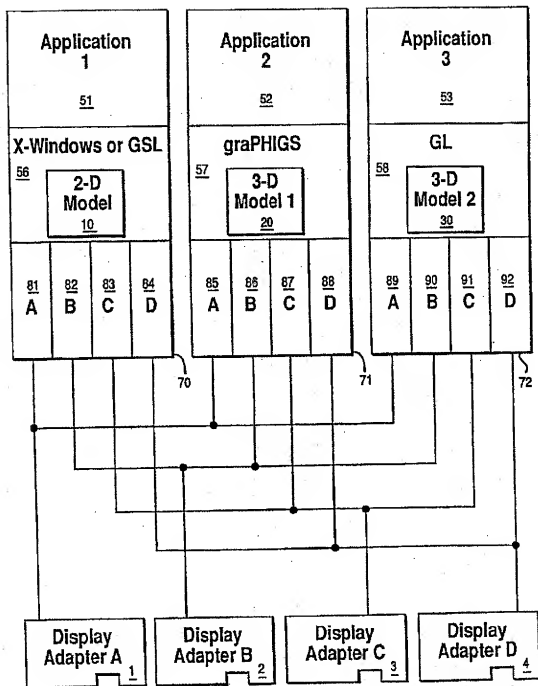 Application
1
51
Application
2
52
Application
3
53
X-Windows or GSL
56
2-D
Model
10
graPHIGS
57
3-D
Model 1
20
GL
58
3-D
Model 2
30
81 82 83 84
A B C D
85 86 87 88
A B C D
89 90 91 92
A B C D
70
71
72
Display
Adapter A
1
Display
Adapter B
2
Display
Adapter C
3
Display
Adapter D
4